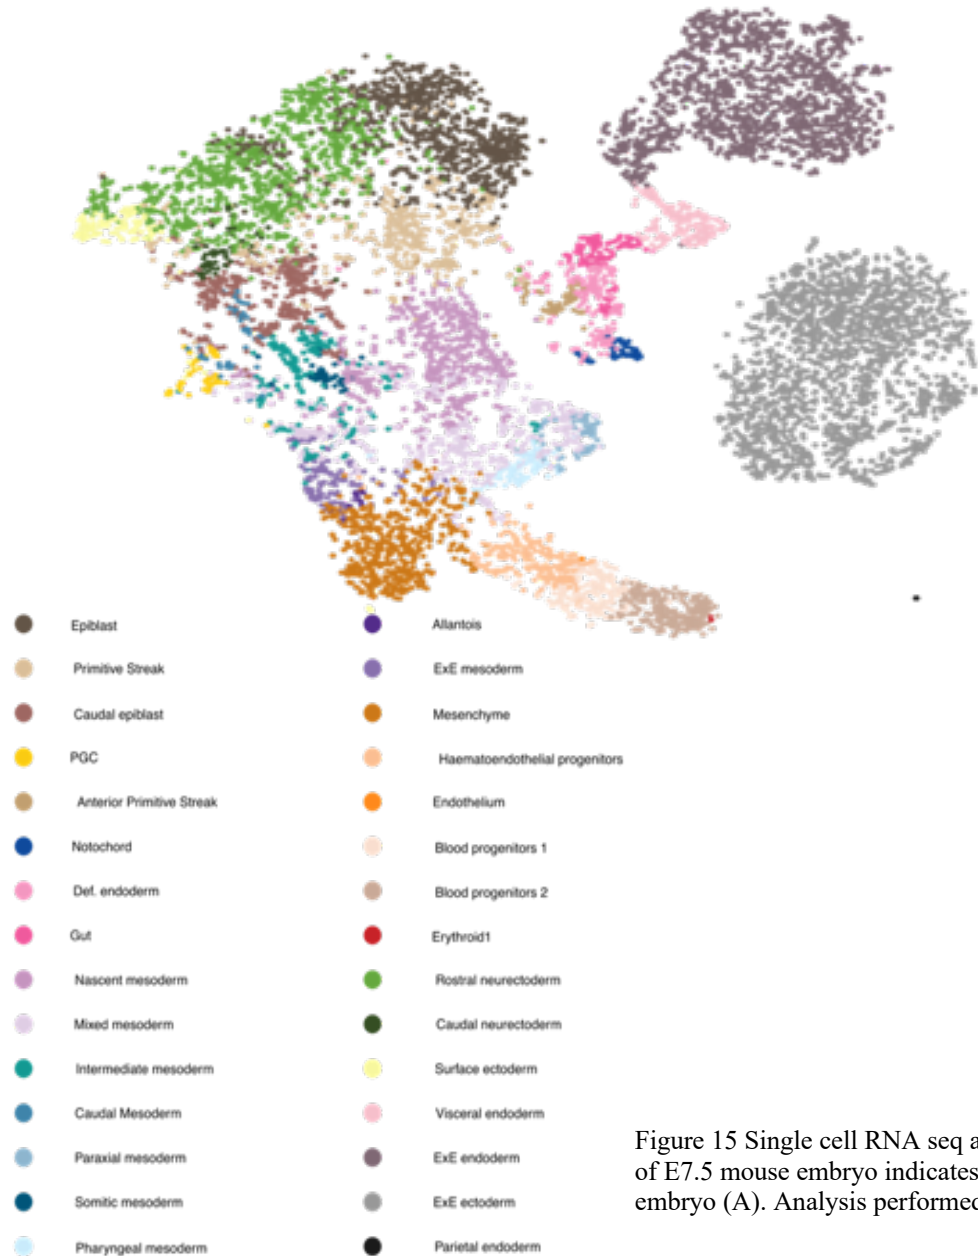 Epiblast
Primitive Streak
Caudal epiblast
PGC
Anterior Primitive Streak
Notochord
Def. endoderm
Gut
Nascent mesoderm
Mixed mesoderm
Intermediate mesoderm
Caudal Mesoderm
Paraxial mesoderm
Somitic mesoderm
Pharyngeal mesoderm
Allantois
ExE mesoderm
Mesenchyme
Haematoendothelial progenitors
Endothelium
Blood progenitors 1
Blood progenitors 2
Erythroid1
Rostral neurectoderm
Caudal neurectoderm
Surface ectoderm
Visceral endoderm
ExE endoderm
ExE ectoderm
Parietal endoderm
Figure 15 Single cell RNA seq a
of E7.5 mouse embryo indicates
embryo (A). Analysis performed